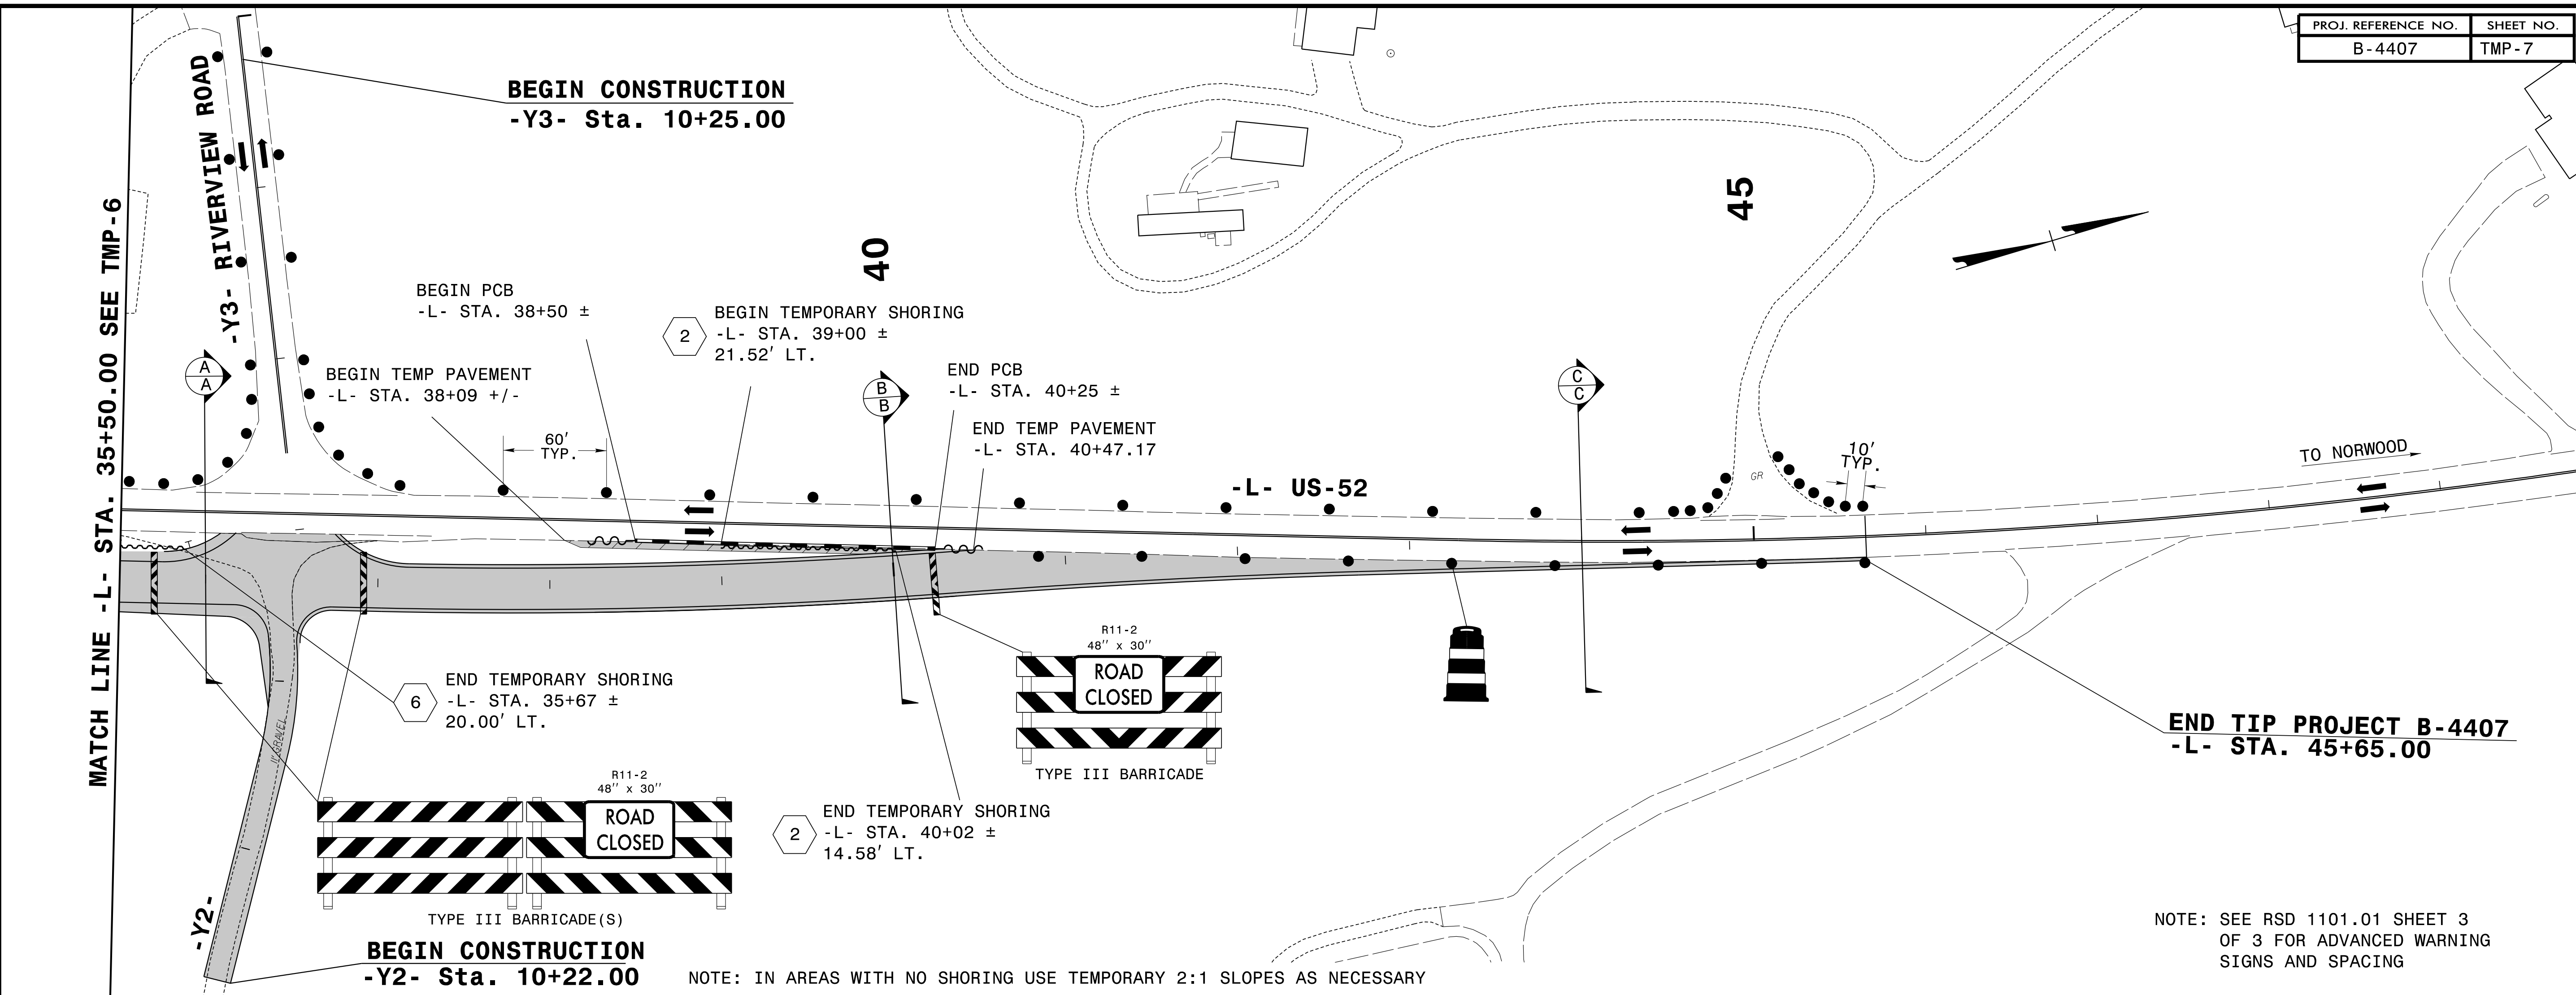 PROJ. REFERENCE NO. SHEET NO.
B-4407 TMP-7
MATCH LINE -L- STA. 35+50.00 SEE TMP-6
-Y3- RIVERVIEW ROAD
BEGIN CONSTRUCTION
-Y3- Sta. 10+25.00
40
45
BEGIN PCB
-L- STA. 38+50 ±
2
BEGIN TEMPORARY SHORING
-L- STA. 39+00 ±
21.52' LT.
A
A
BEGIN TEMP PAVEMENT
-L- STA. 38+09 +/-
B
B
END PCB
-L- STA. 40+25 ±
C
C
END TEMP PAVEMENT
-L- STA. 40+47.17
60'
TYP.
-L- US-52
GR
10'
TYP.
TO NORWOOD
R11-2
48" x 30"
ROAD
CLOSED
TYPE III BARRICADE
6
END TEMPORARY SHORING
-L- STA. 35+67 ±
20.00' LT.
END TIP PROJECT B-4407
-L- STA. 45+65.00
R11-2
48" x 30"
ROAD
CLOSED
TYPE III BARRICADE(S)
2
END TEMPORARY SHORING
-L- STA. 40+02 ±
14.58' LT.
-Y2-
BEGIN CONSTRUCTION
-Y2- Sta. 10+22.00
NOTE: IN AREAS WITH NO SHORING USE TEMPORARY 2:1 SLOPES AS NECESSARY
NOTE: SEE RSD 1101.01 SHEET 3
OF 3 FOR ADVANCED WARNING
SIGNS AND SPACING